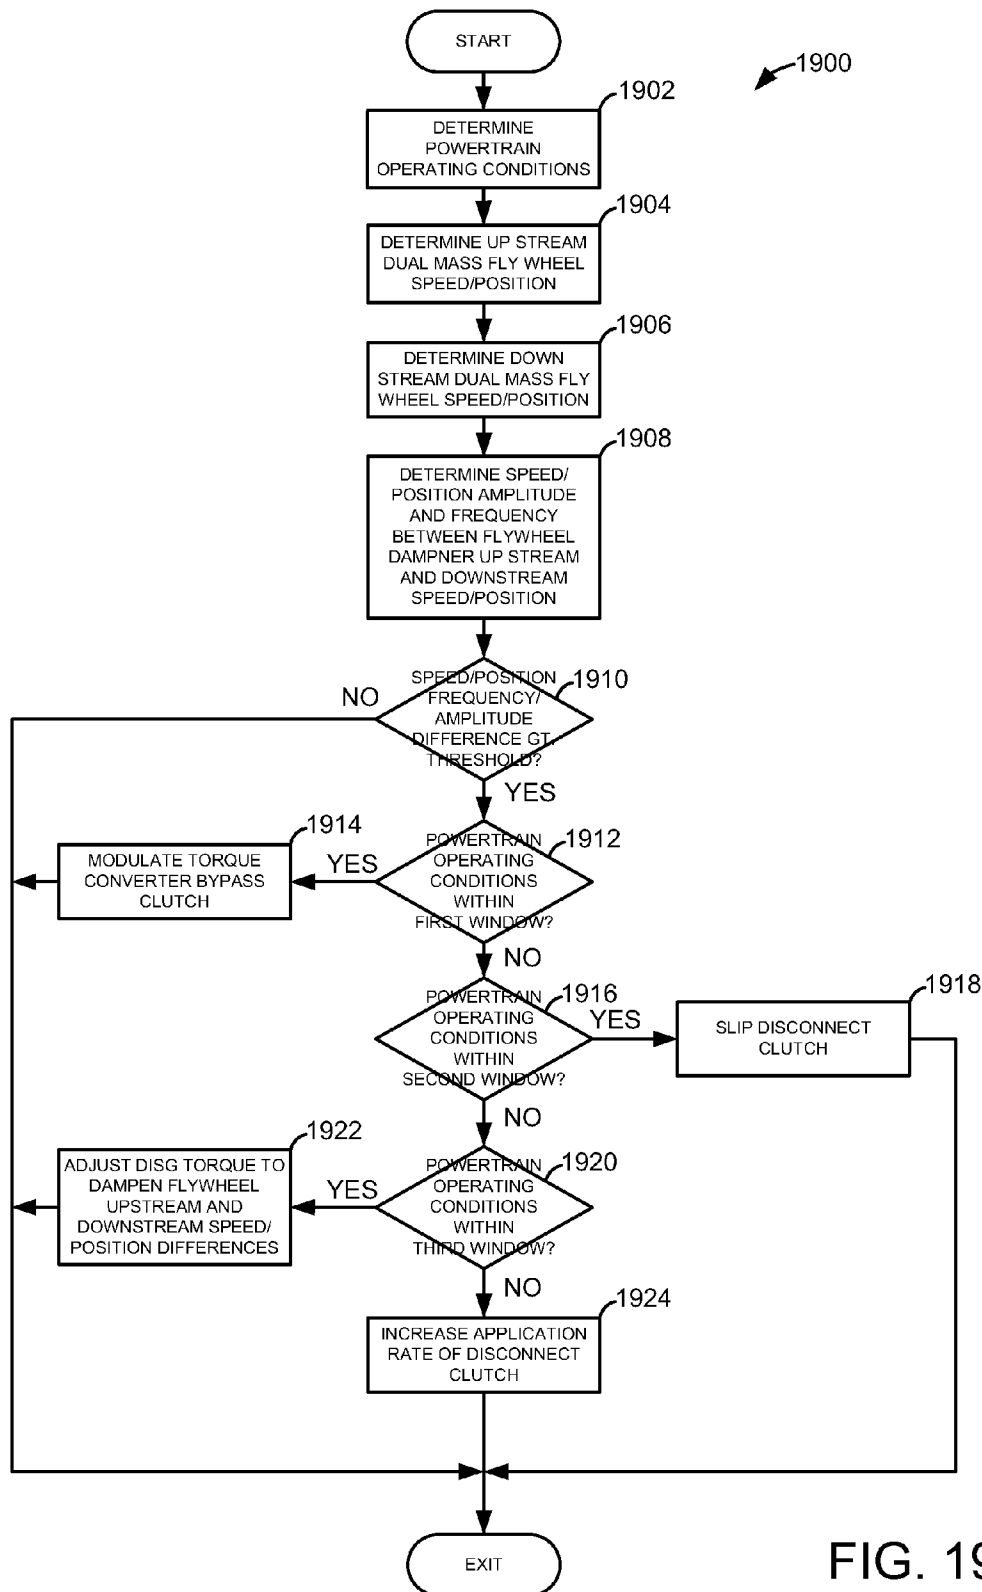 START
1900
1902
DETERMINE
POWERTRAIN
OPERATING CONDITIONS
1904
DETERMINE UP STREAM
DUAL MASS FLY WHEEL
SPEED/POSITION
1906
DETERMINE DOWN
STREAM DUAL MASS FLY
WHEEL SPEED/POSITION
1908
DETERMINE SPEED/
POSITION AMPLITUDE
AND FREQUENCY
BETWEEN FLYWHEEL
DAMPNER UP STREAM
AND DOWNSTREAM
SPEED/POSITION
1910
SPEED/POSITION
FREQUENCY/
AMPLITUDE
DIFFERENCE GT.
THRESHOLD?
NO
YES
1912
POWERTRAIN
OPERATING
CONDITIONS
WITHIN
FIRST WINDOW?
YES
1914
MODULATE TORQUE
CONVERTER BYPASS
CLUTCH
NO
1916
POWERTRAIN
OPERATING
CONDITIONS
WITHIN
SECOND WINDOW?
YES
1918
SLIP DISCONNECT
CLUTCH
NO
1920
POWERTRAIN
OPERATING
CONDITIONS
WITHIN
THIRD WINDOW?
YES
1922
ADJUST DISG TORQUE TO
DAMPEN FLYWHEEL
UPSTREAM AND
DOWNSTREAM SPEED/
POSITION DIFFERENCES
NO
1924
INCREASE APPLICATION
RATE OF DISCONNECT
CLUTCH
EXIT
FIG. 19